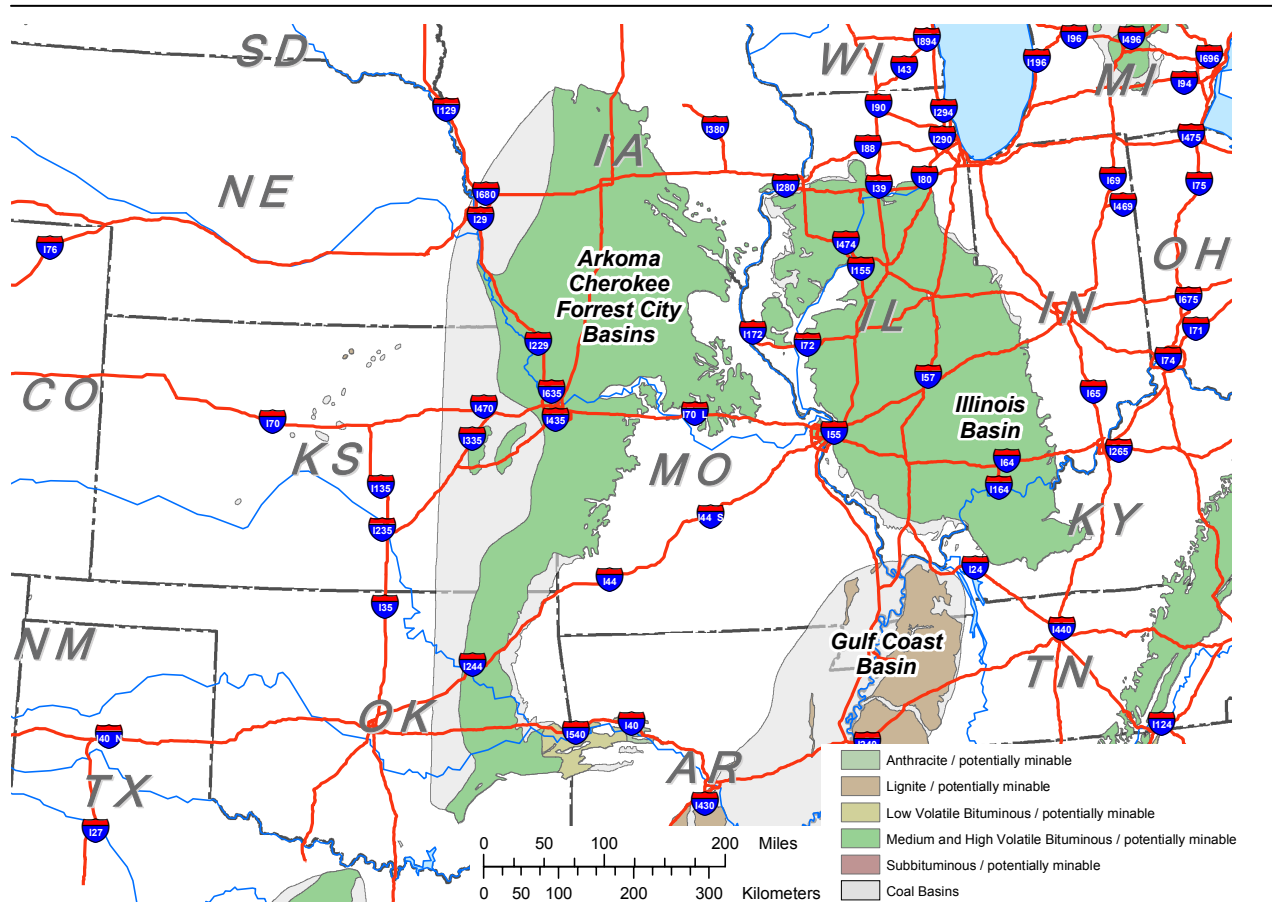 SD
WI
I894
I96
I496
I43
I196
I696
MI
I94
I129
I90
I294
I380
I88
I290
I475
IA
NE
I680
I280
I39
I80
I69
I75
I29
I469
I76
I474
OH
Arkoma
Cherokee
Forrest City
Basins
I155
I675
IL
IN
I229
I172
I72
I71
I74
CO
I635
I57
I65
I470
I70
I435
I70 L
Illinois
Basin
I335
I55
I265
KS
MO
I64
I135
I164
I235
I44 S
KY
I44
I24
I35
NM
Gulf Coast
Basin
I440
I244
TN
OK
I40 N
I540
I40
I124
AR
TX
I430
I27
Anthracite / potentially minable
Lignite / potentially minable
Low Volatile Bituminous / potentially minable
Medium and High Volatile Bituminous / potentially minable
Subbituminous / potentially minable
Coal Basins
0 50 100 200 Miles
0 50 100 200 300 Kilometers